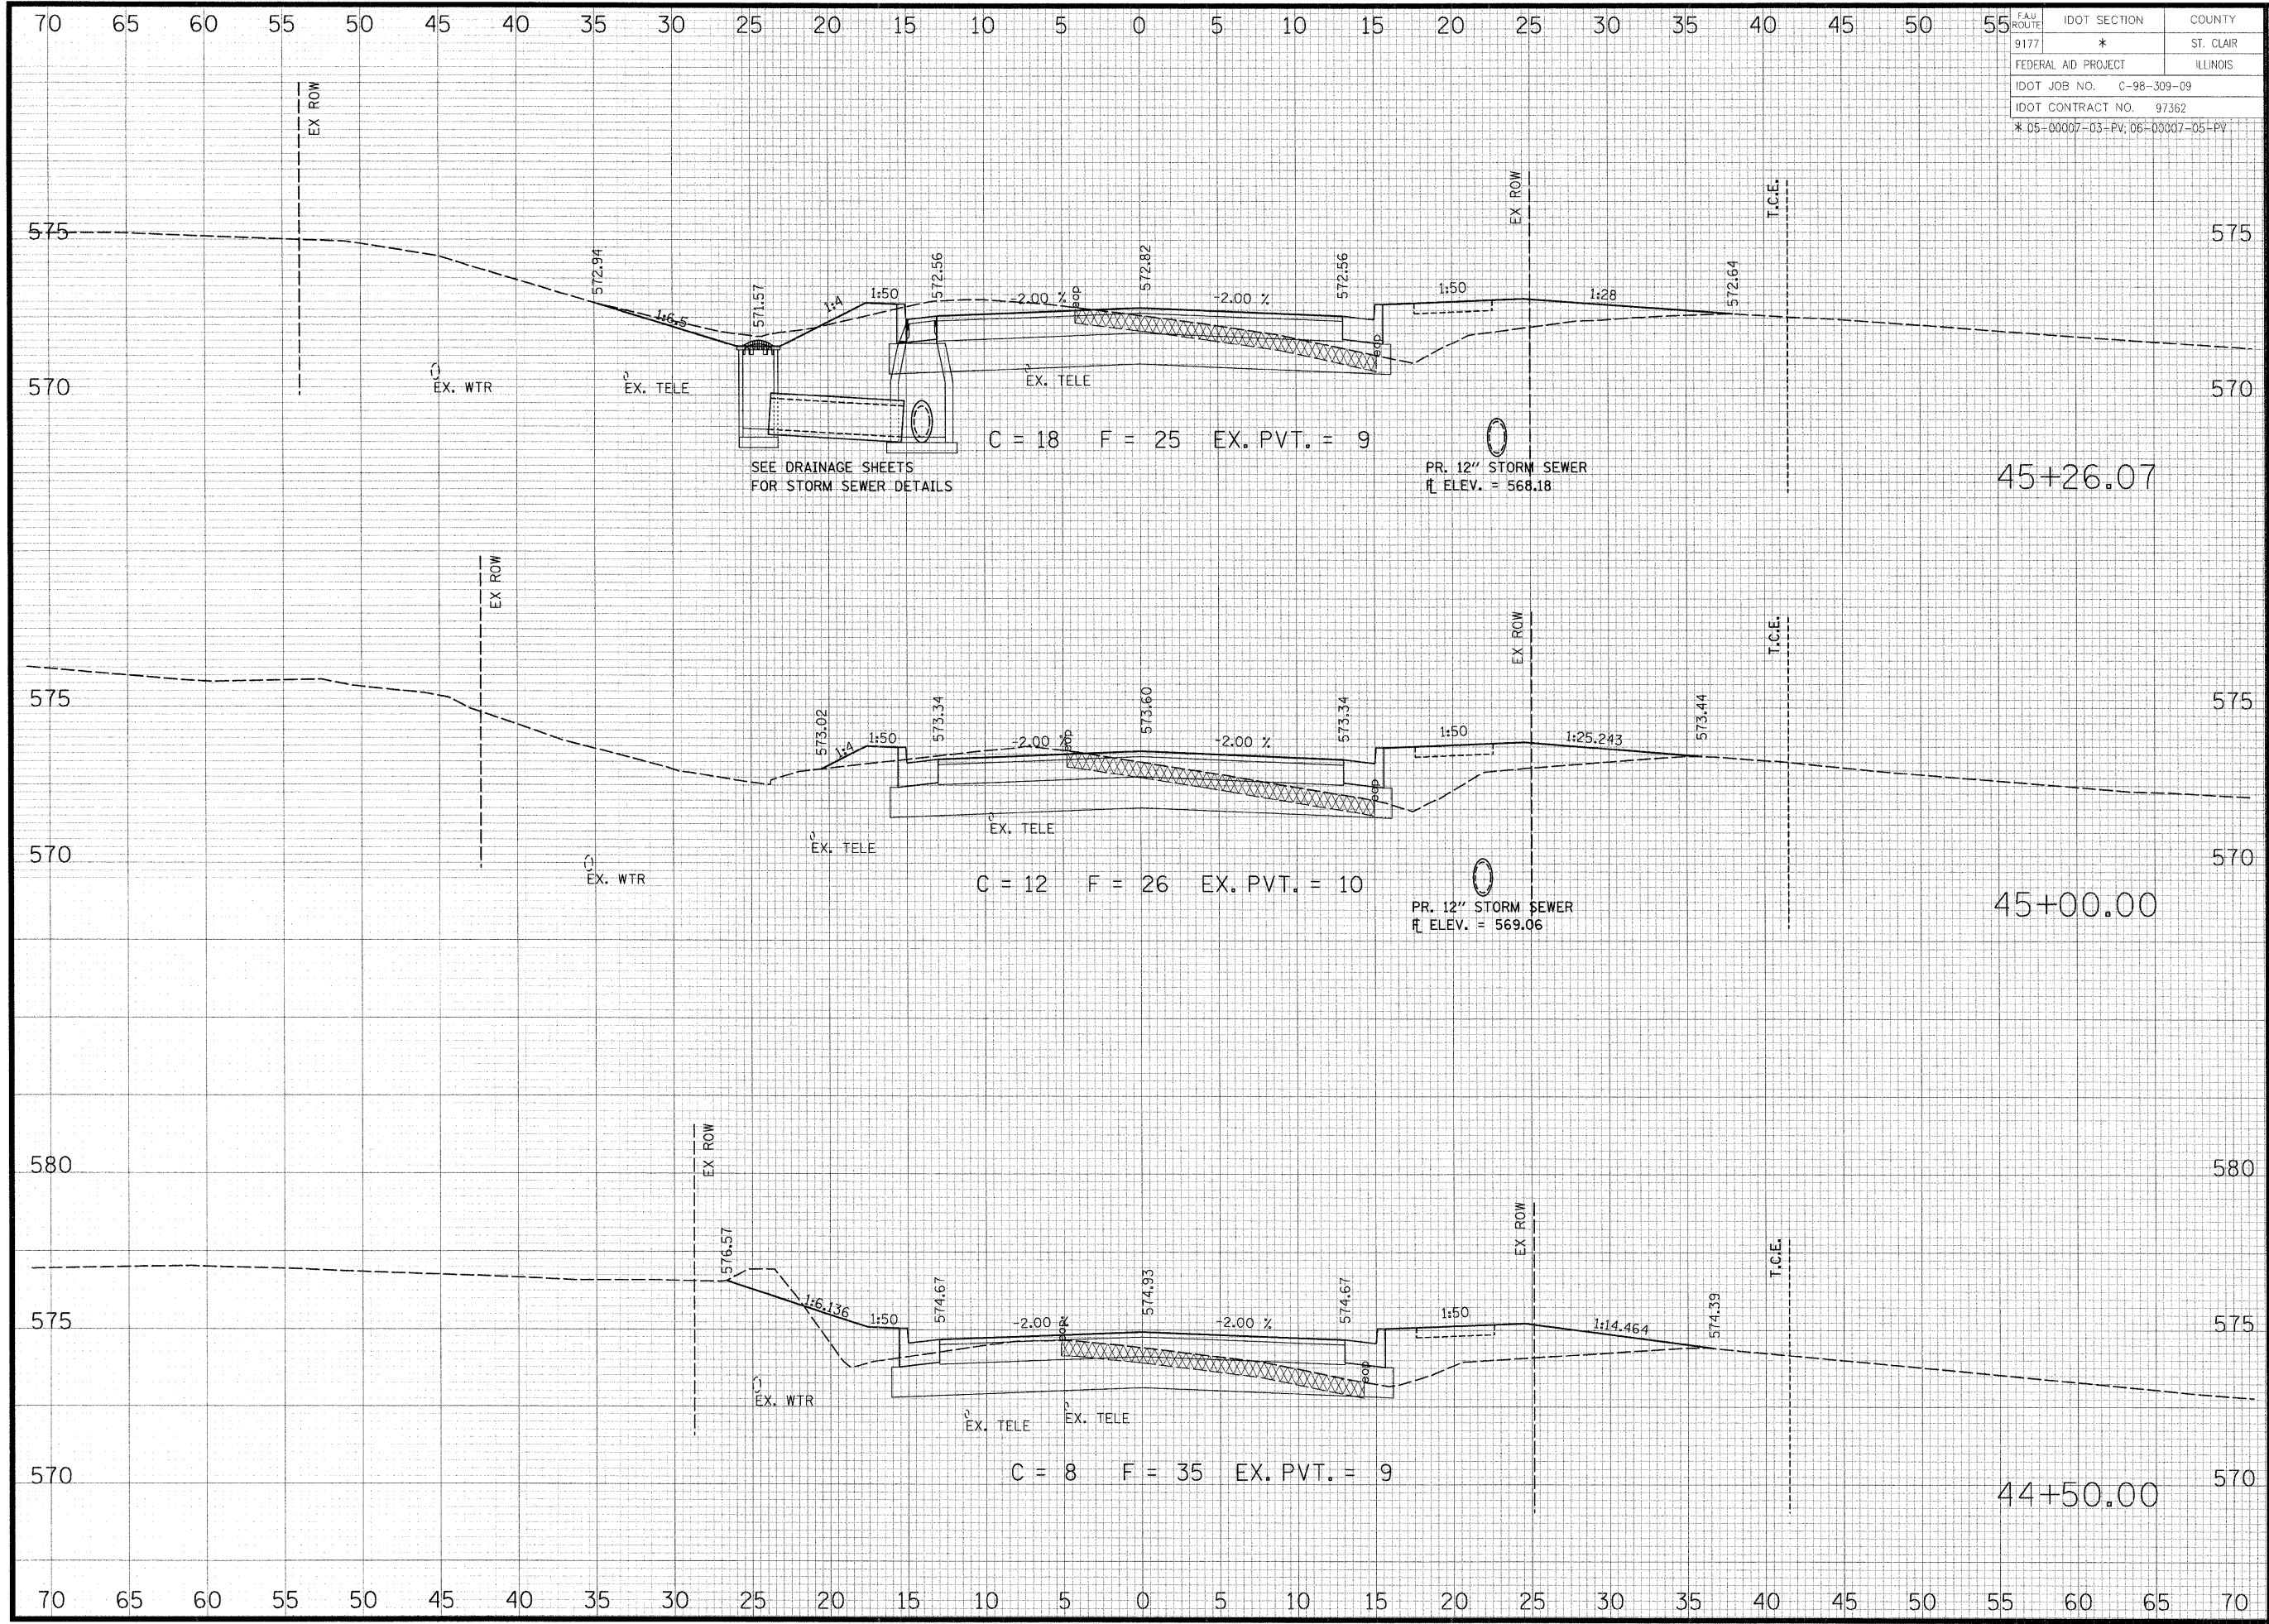 70 65 60 55 50 45 40 35 30 25 20 15 10 5 0 5 10 15 20 25 30 35 40 45 50 55
F.A.U ROUTE IDOT SECTION COUNTY
9177 * ST. CLAIR
FEDERAL AID PROJECT ILLINOIS
IDOT JOB NO. C-98-309-09
IDOT CONTRACT NO. 97362
* 05-00007-03-PV; 06-00007-05-PV
EX ROW
EX ROW
T.C.E.
575
575
572.94
571.57
572.56
572.82
572.56
572.64
1:6.5
1:4
1:50
-2.00 %
eop
-2.00 %
1:50
1:28
eop
570
EX. WTR
EX. TELE
EX. TELE
570
C = 18 F = 25 EX. PVT. = 9
SEE DRAINAGE SHEETS
FOR STORM SEWER DETAILS
PR. 12" STORM SEWER
FL ELEV. = 568.18
45+26.07
EX ROW
EX ROW
T.C.E.
575
575
573.02
573.34
573.60
573.34
573.44
1:4
1:50
-2.00 %
eop
-2.00 %
1:50
1:25.243
eop
EX. TELE
EX. TELE
570
570
EX. WTR
C = 12 F = 26 EX. PVT. = 10
PR. 12" STORM SEWER
FL ELEV. = 569.06
45+00.00
EX ROW
580
580
EX ROW
T.C.E.
576.57
574.67
574.93
574.67
574.39
1:6.136
1:50
-2.00 %
eop
-2.00 %
1:50
1:14.464
575
575
eop
EX. WTR
EX. TELE
EX. TELE
570
C = 8 F = 35 EX. PVT. = 9
570
44+50.00
70 65 60 55 50 45 40 35 30 25 20 15 10 5 0 5 10 15 20 25 30 35 40 45 50 55 60 65 70